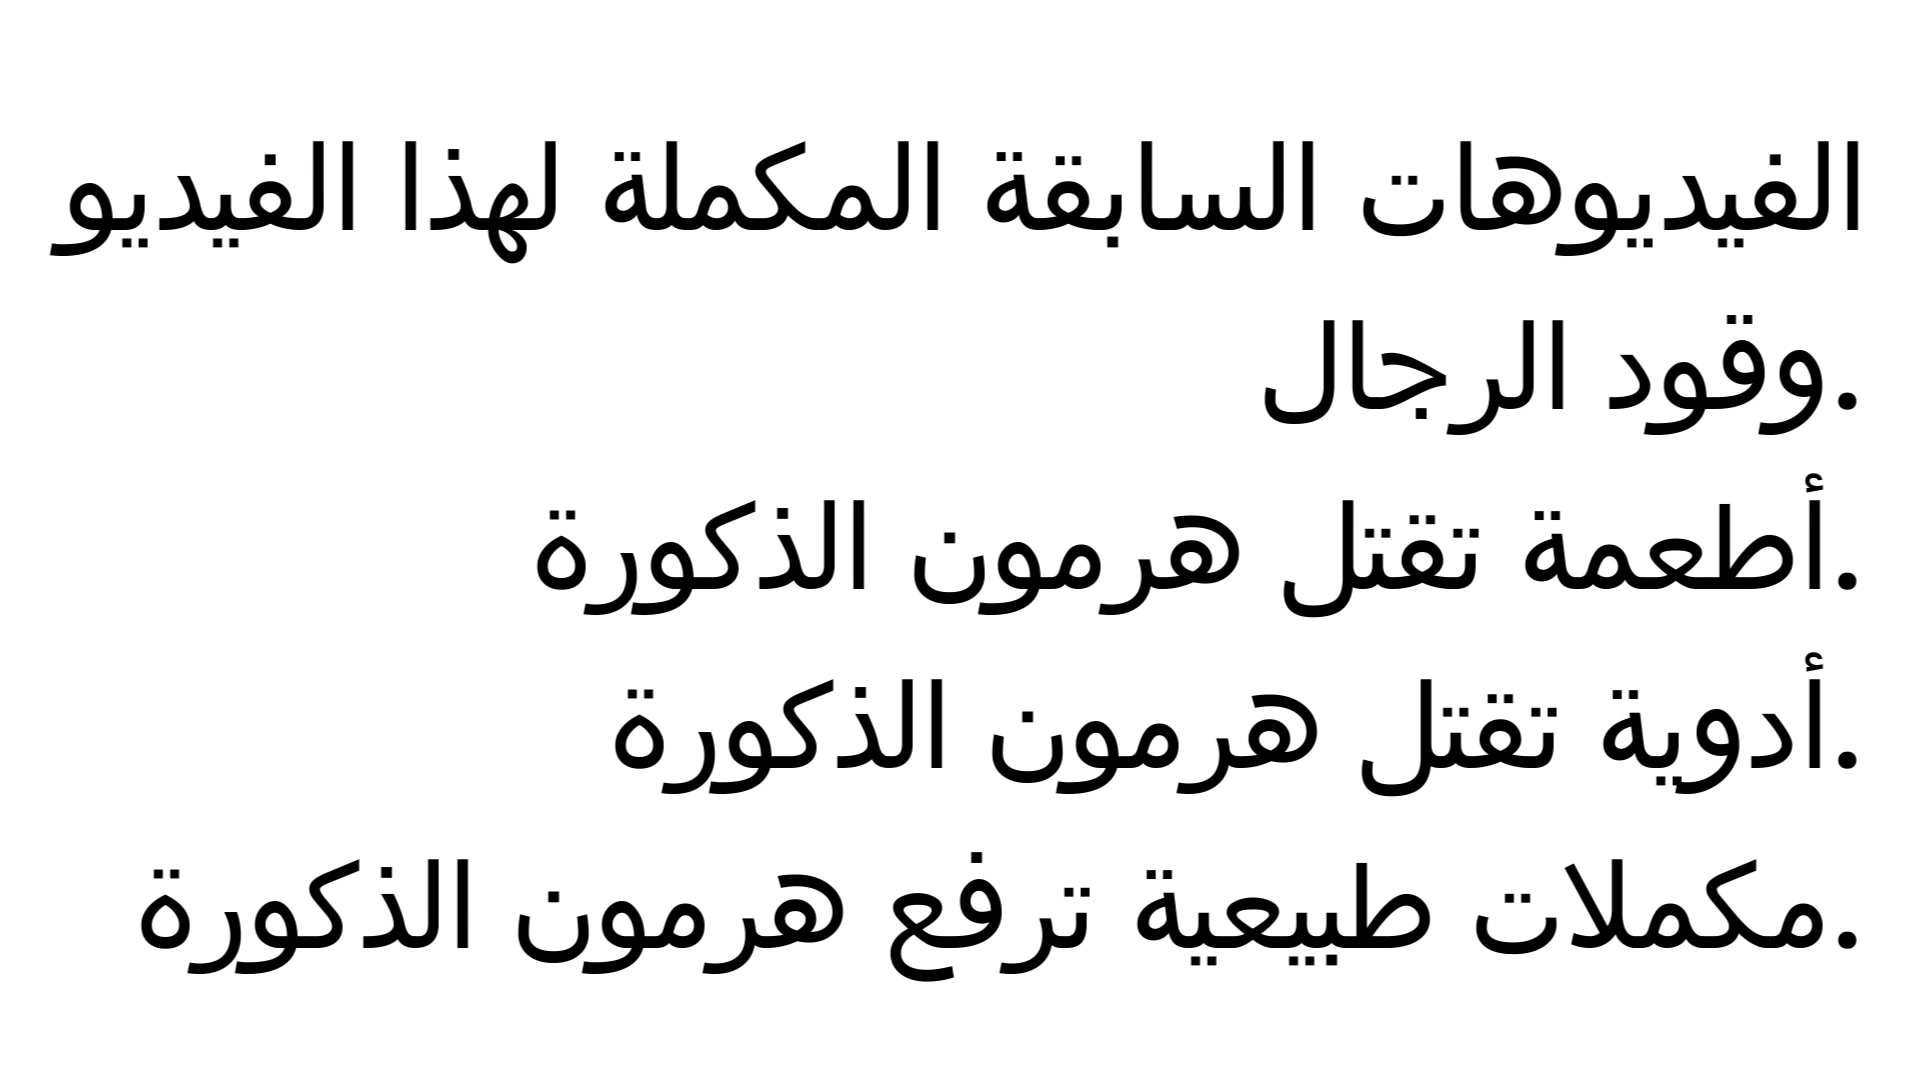 الفيديوهات السابقة المكملة لهذا الفيديو
.وقود الرجال
.أطعمة تقتل هرمون الذكورة
.أدوية تقتل هرمون الذكورة
.مكملات طبيعية ترفع هرمون الذكورة